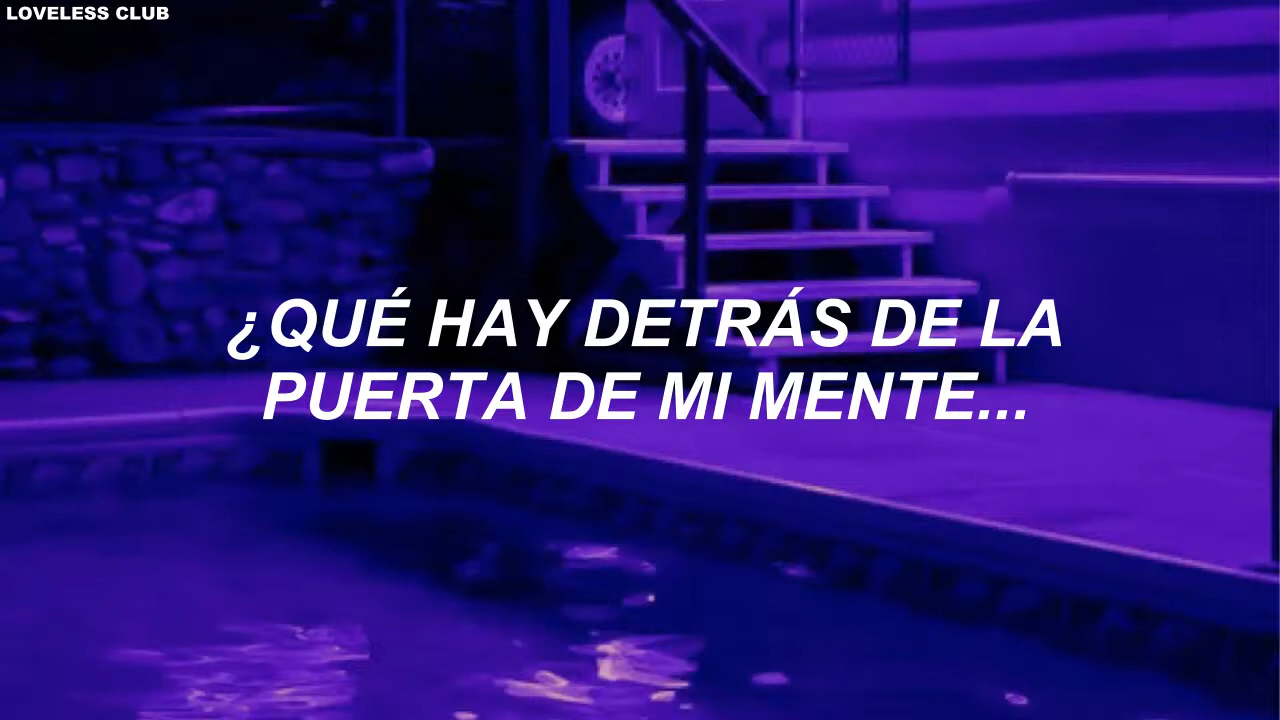 LOVELESS CLUB
¿QUÉ HAY DETRÁS DE LA
PUERTA DE MI MENTE...